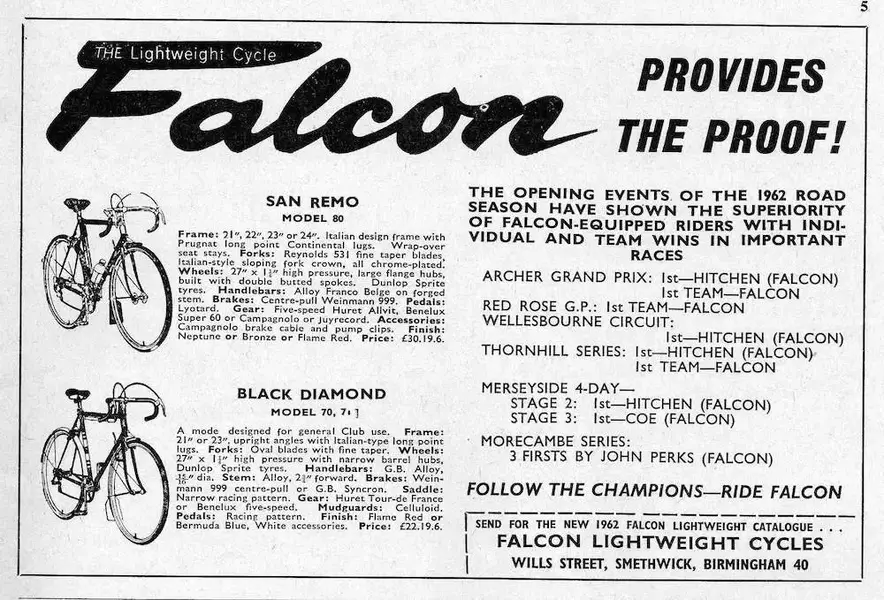 5
THE Lightweight Cycle
Falcon
PROVIDES
THE PROOF!
SAN REMO
MODEL 80
Frame: 21", 22", 23" or 24". Italian design frame with
Prugnat long point Continental lugs. Wrap-over
seat stays. Forks: Reynolds 531 fine taper blades,
Italian-style sloping fork crown, all chrome-plated.
Wheels: 27" x 1¼" high pressure, large flange hubs,
built with double butted spokes. Dunlop Sprite
tyres. Handlebars: Alloy Franco Belge on forged
stem. Brakes: Centre-pull Weinmann 999. Pedals:
Lyotard. Gear: Five-speed Huret Allvit, Benelux
Super 60 or Campagnolo or Juyrecord. Accessories:
Campagnolo brake cable and pump clips. Finish:
Neptune or Bronze or Flame Red. Price: £30.19.6.
BLACK DIAMOND
MODEL 70,
A mode designed for general Club use. Frame:
21" or 23", upright angles with Italian-type long point
lugs. Forks: Oval blades with fine taper. Wheels:
27" x 1¼" high pressure with narrow barrel hubs,
Dunlop Sprite tyres. Handlebars: G.B. Alloy,
dia. Stem: Alloy, forward. Brakes: Wein-
mann 999 centre-pull or G.B. Syncron. Saddle:
Narrow racing pattern. Gear: Huret Tour-de France
or Benelux five-speed. Mudguards: Celluloid.
Pedals: Racing pattern. Finish: Flame Red or
Bermuda Blue, White accessories. Price: £22.19.6.
THE OPENING EVENTS OF THE 1962 ROAD
SEASON HAVE SHOWN THE SUPERIORITY
OF FALCON-EQUIPPED RIDERS WITH INDI-
VIDUAL AND TEAM WINS IN IMPORTANT
RACES
ARCHER GRAND PRIX: 1st—HITCHEN (FALCON)
1st TEAM—FALCON
RED ROSE G.P.: 1st TEAM—FALCON
WELLESBOURNE CIRCUIT:
1st—HITCHEN (FALCON)
THORNHILL SERIES: 1st—HITCHEN (FALCON)
1st TEAM—FALCON
MERSEYSIDE 4-DAY—
STAGE 2: 1st—HITCHEN (FALCON)
STAGE 3: 1st—COE (FALCON)
MORECAMBE SERIES:
3 FIRSTS BY JOHN PERKS (FALCON)
FOLLOW THE CHAMPIONS—RIDE FALCON
SEND FOR THE NEW 1962 FALCON LIGHTWEIGHT CATALOGUE . . .
FALCON LIGHTWEIGHT CYCLES
WILLS STREET, SMETHWICK, BIRMINGHAM 40